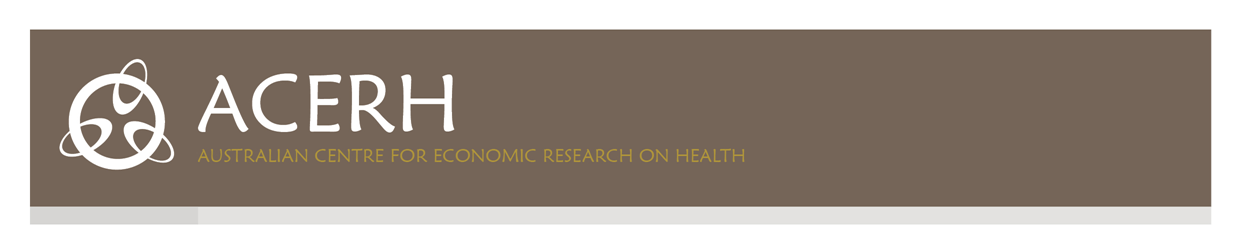 ACERH
AUSTRALIAN CENTRE FOR ECONOMIC RESEARCH ON HEALTH